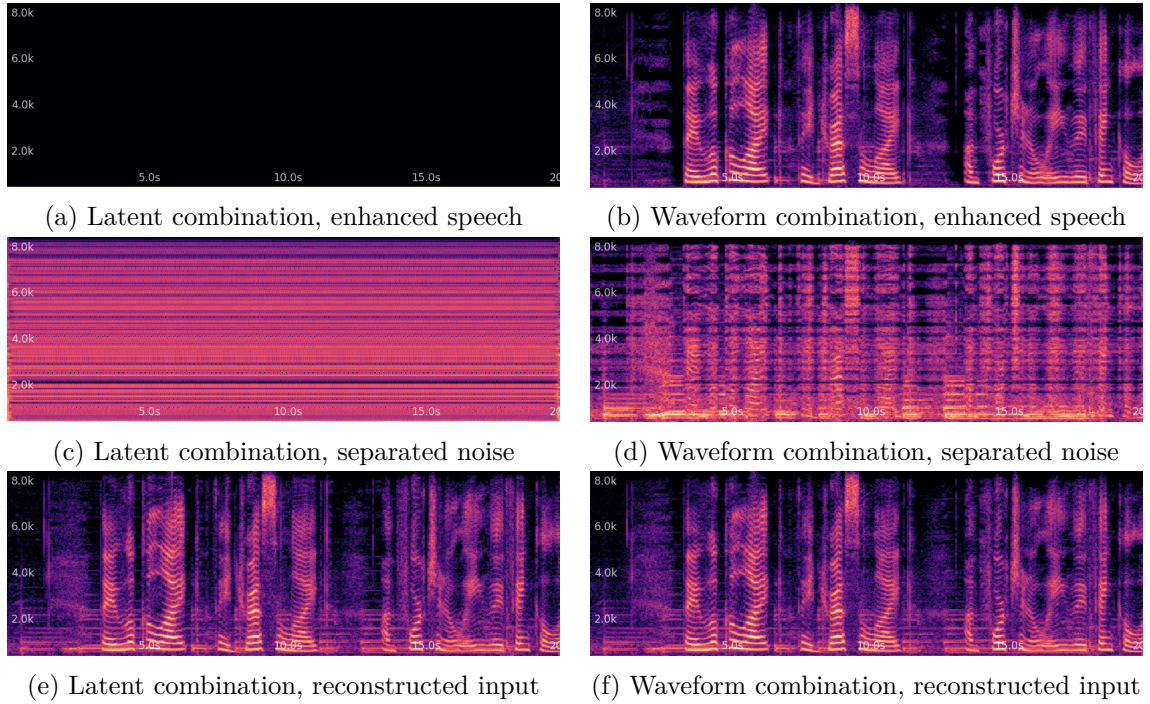 8.0k
6.0k
4.0k
2.0k
5.0s 10.0s 15.0s 20
(a) Latent combination, enhanced speech
8.0k
6.0k
4.0k
2.0k
5.0s 10.0s 15.0s 20
(b) Waveform combination, enhanced speech
8.0k
6.0k
4.0k
2.0k
5.0s 10.0s 15.0s 20
(c) Latent combination, separated noise
8.0k
6.0k
4.0k
2.0k
5.0s 10.0s 15.0s 20
(d) Waveform combination, separated noise
8.0k
6.0k
4.0k
2.0k
5.0s 10.0s 15.0s 20
(e) Latent combination, reconstructed input
8.0k
6.0k
4.0k
2.0k
5.0s 10.0s 15.0s 20
(f) Waveform combination, reconstructed input